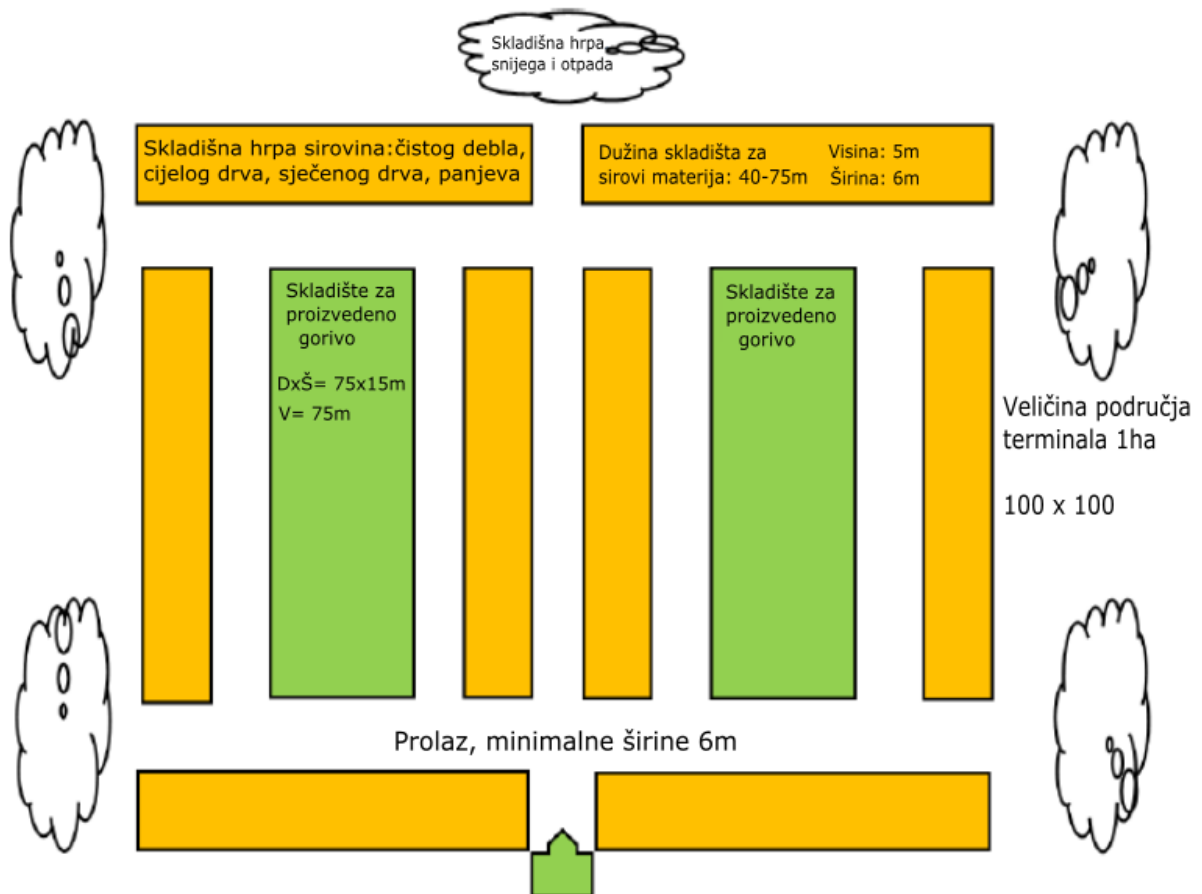 Skladišna hrpa
snijega i otpada
Skladišna hrpa sirovina:čistog debla,
cijelog drva, sječenog drva, panjeva
Dužina skladišta za
sirovi materija: 40-75m
Visina: 5m
Širina: 6m
Skladište za
proizvedeno
gorivo
DxŠ= 75x15m
V= 75m
Skladište za
proizvedeno
gorivo
Veličina područja
terminala 1ha
100 x 100
Prolaz, minimalne širine 6m